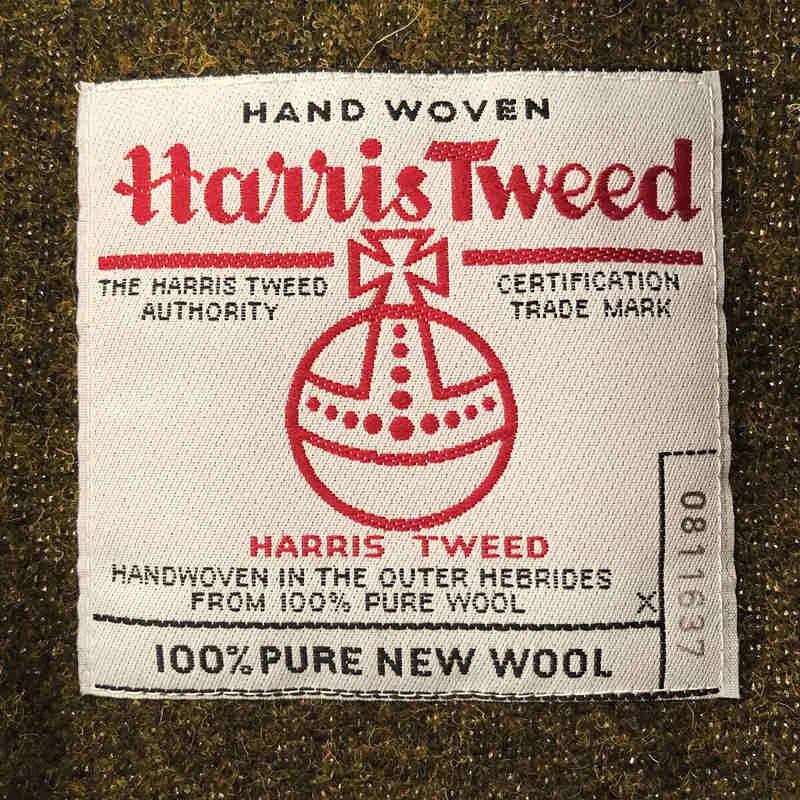 HAND WOVEN
Harris Tweed
THE HARRIS TWEED
AUTHORITY
CERTIFICATION
TRADE MARK
HARRIS TWEED
HANDWOVEN IN THE OUTER HEBRIDES
FROM 100% PURE WOOL
X
100% PURE NEW WOOL
0811637